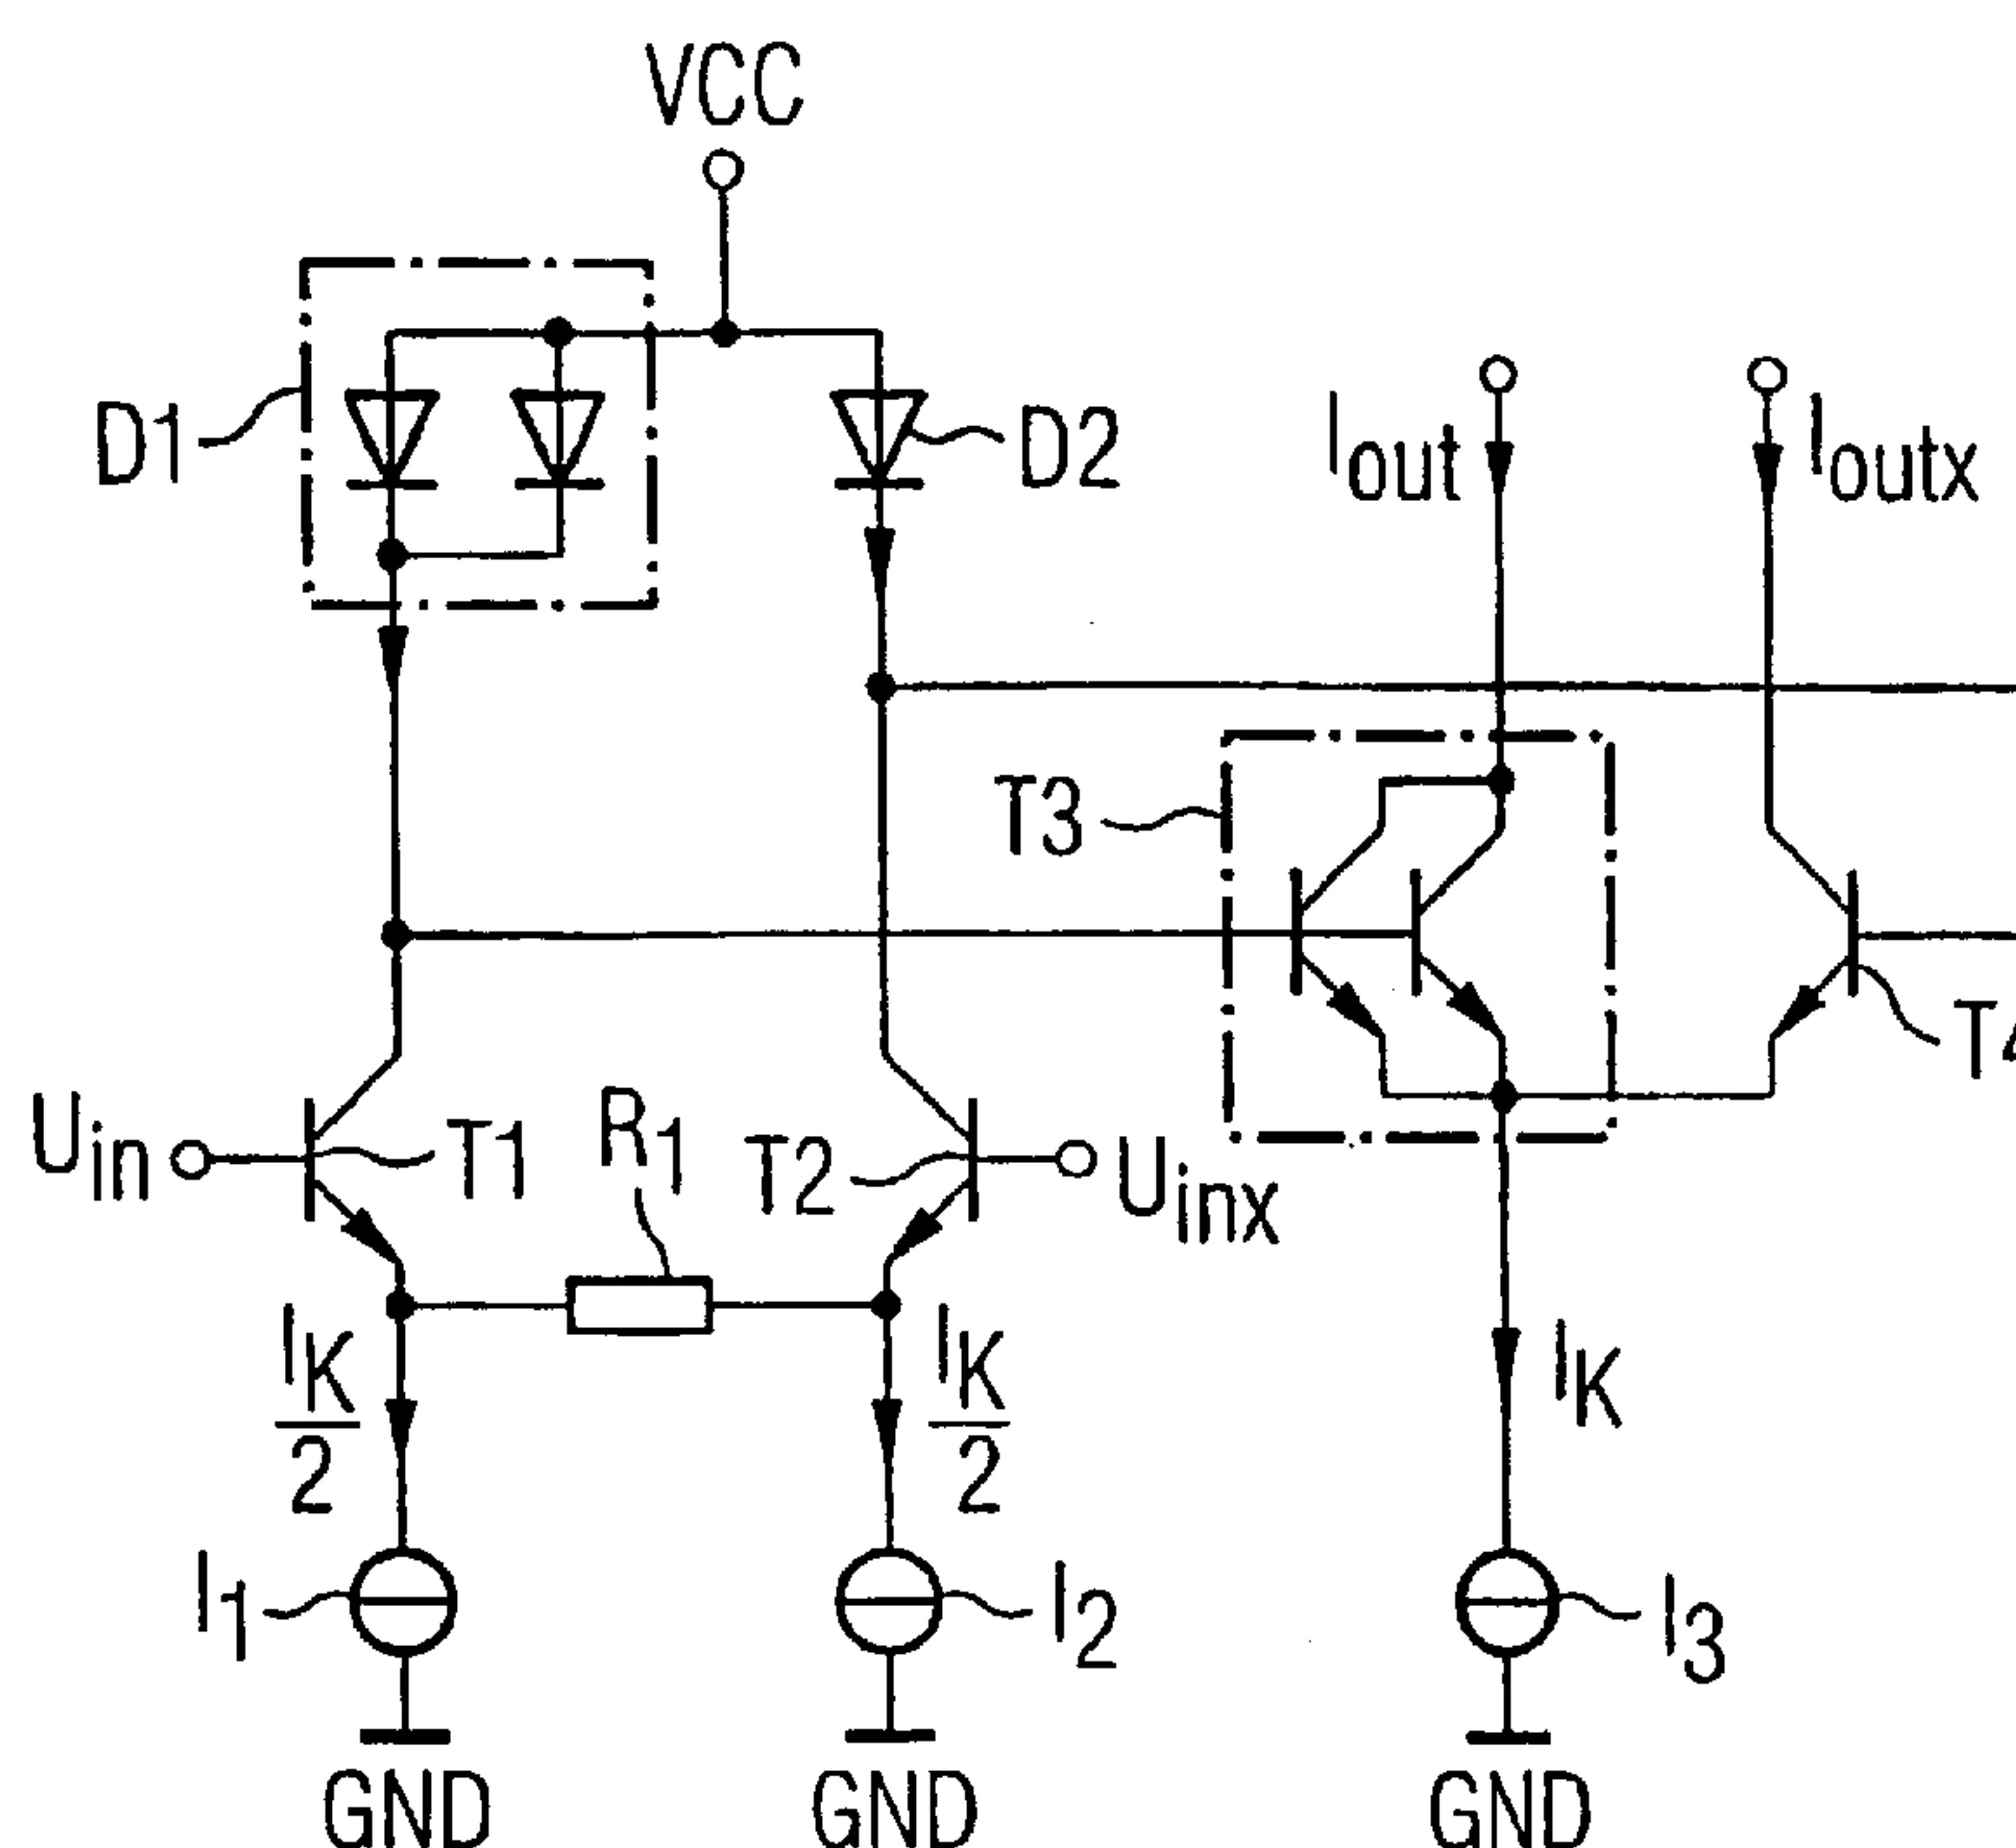 VCC
D1
D2
Iout
Ioutx
T3
T4
Uin
T1
R1
T2
Uinx
IK
2
IK
2
IK
I1
I2
I3
GND
GND
GND